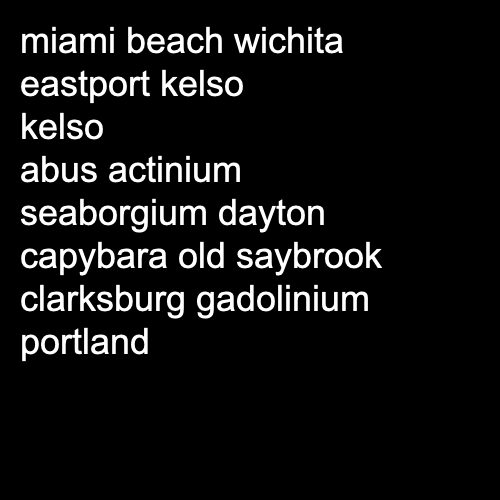 miami beach wichita
eastport kelso
kelso
abus actinium
seaborgium dayton
capybara old saybrook
clarksburg gadolinium
portland